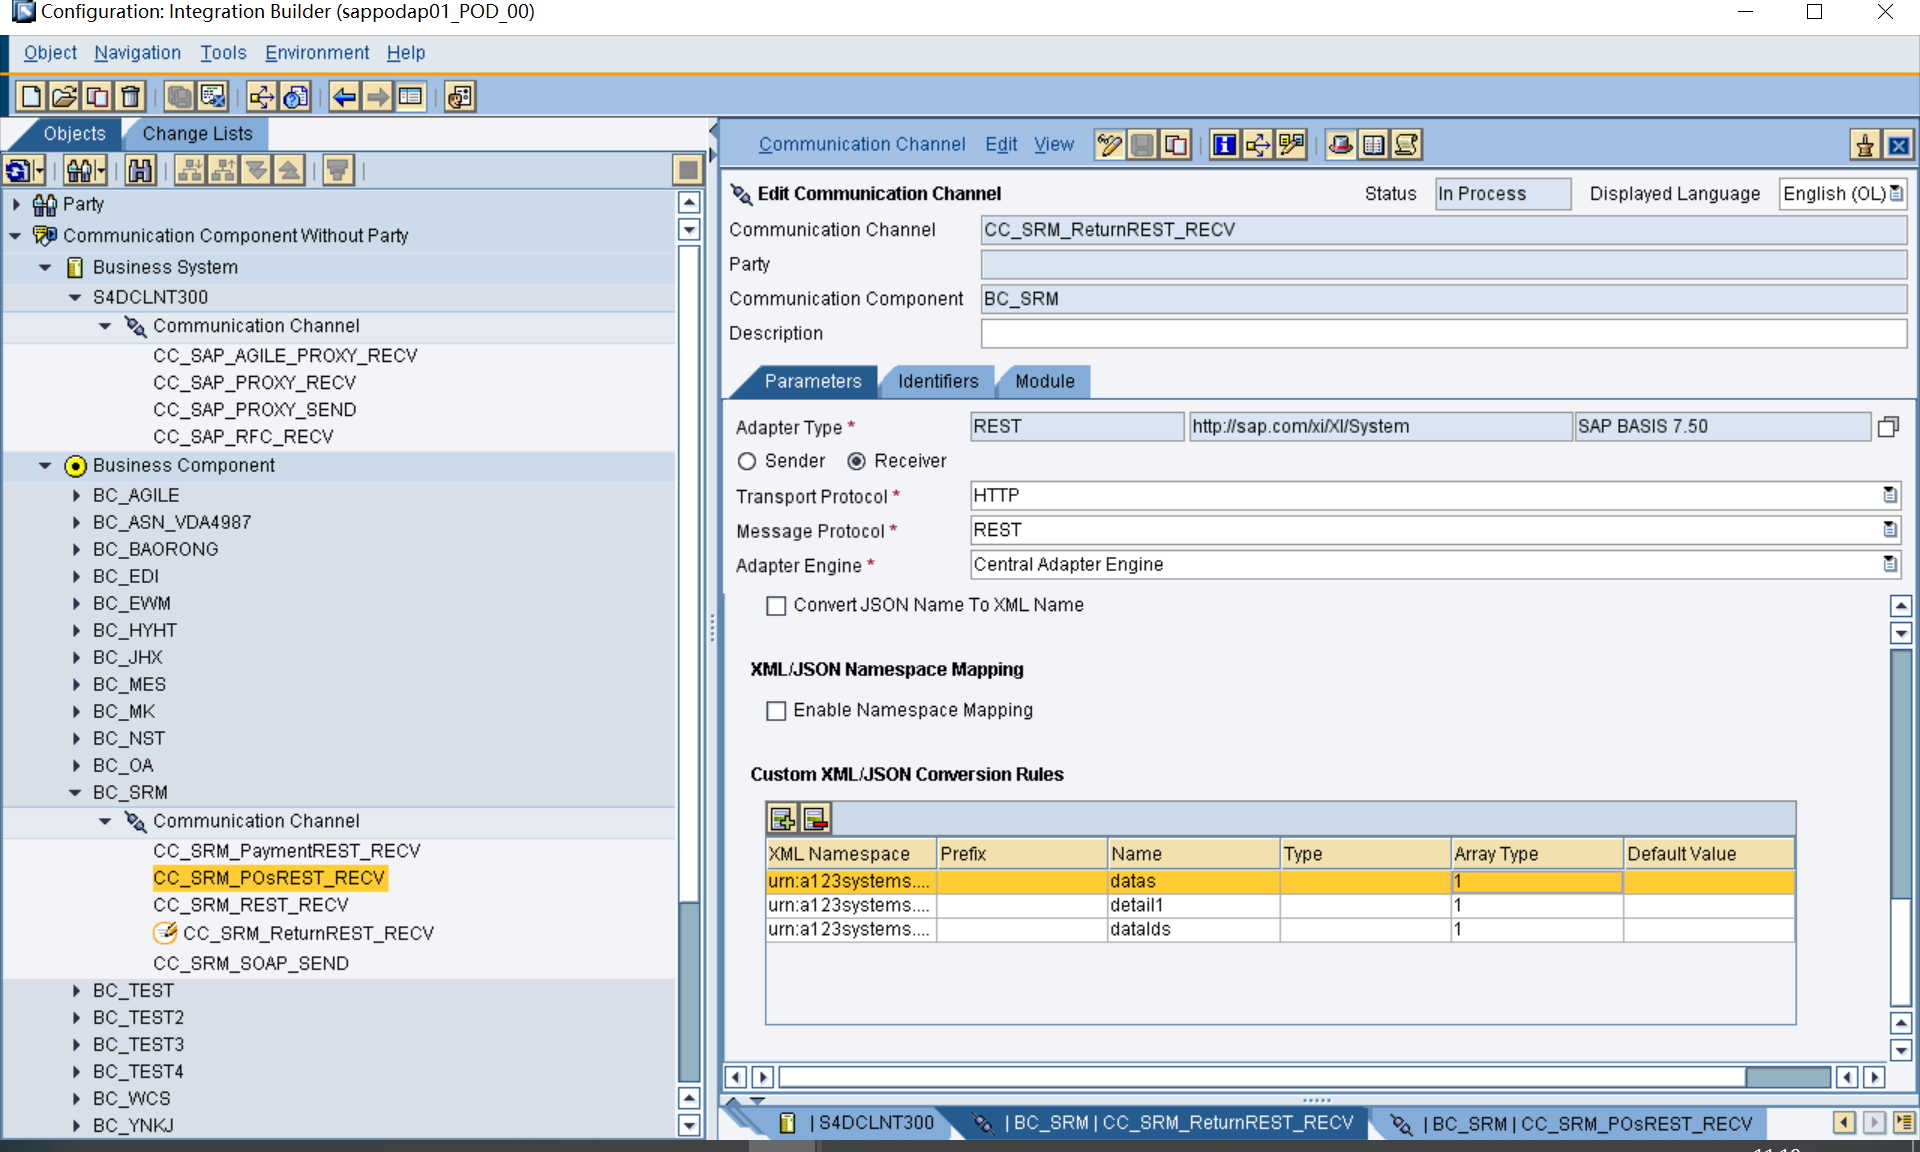 Configuration: Integration Builder (sappodap01_POD_00)
Object Navigation Tools Environment Help
Objects Change Lists
Party
Communication Component Without Party
Business System
S4DCLNT300
Communication Channel
CC_SAP_AGILE_PROXY_RECV
CC_SAP_PROXY_RECV
CC_SAP_PROXY_SEND
CC_SAP_RFC_RECV
Business Component
BC_AGILE
BC_ASN_VDA4987
BC_BAORONG
BC_EDI
BC_EWM
BC_HYHT
BC_JHX
BC_MES
BC_MK
BC_NST
BC_OA
BC_SRM
Communication Channel
CC_SRM_PaymentREST_RECV
CC_SRM_POsREST_RECV
CC_SRM_REST_RECV
CC_SRM_ReturnREST_RECV
CC_SRM_SOAP_SEND
BC_TEST
BC_TEST2
BC_TEST3
BC_TEST4
BC_WCS
BC_YNKJ
Communication Channel Edit View
Edit Communication Channel Status In Process Displayed Language English (OL)
Communication Channel CC_SRM_ReturnREST_RECV
Party
Communication Component BC_SRM
Description
Parameters Identifiers Module
Adapter Type * REST http://sap.com/xi/XI/System SAP BASIS 7.50
Sender Receiver
Transport Protocol * HTTP
Message Protocol * REST
Adapter Engine * Central Adapter Engine
Convert JSON Name To XML Name
XML/JSON Namespace Mapping
Enable Namespace Mapping
Custom XML/JSON Conversion Rules
XML Namespace Prefix Name Type Array Type Default Value
urn:a123systems.... datas 1
urn:a123systems.... detail1 1
urn:a123systems.... dataIds 1
| S4DCLNT300 | BC_SRM | CC_SRM_ReturnREST_RECV | BC_SRM | CC_SRM_POsREST_RECV